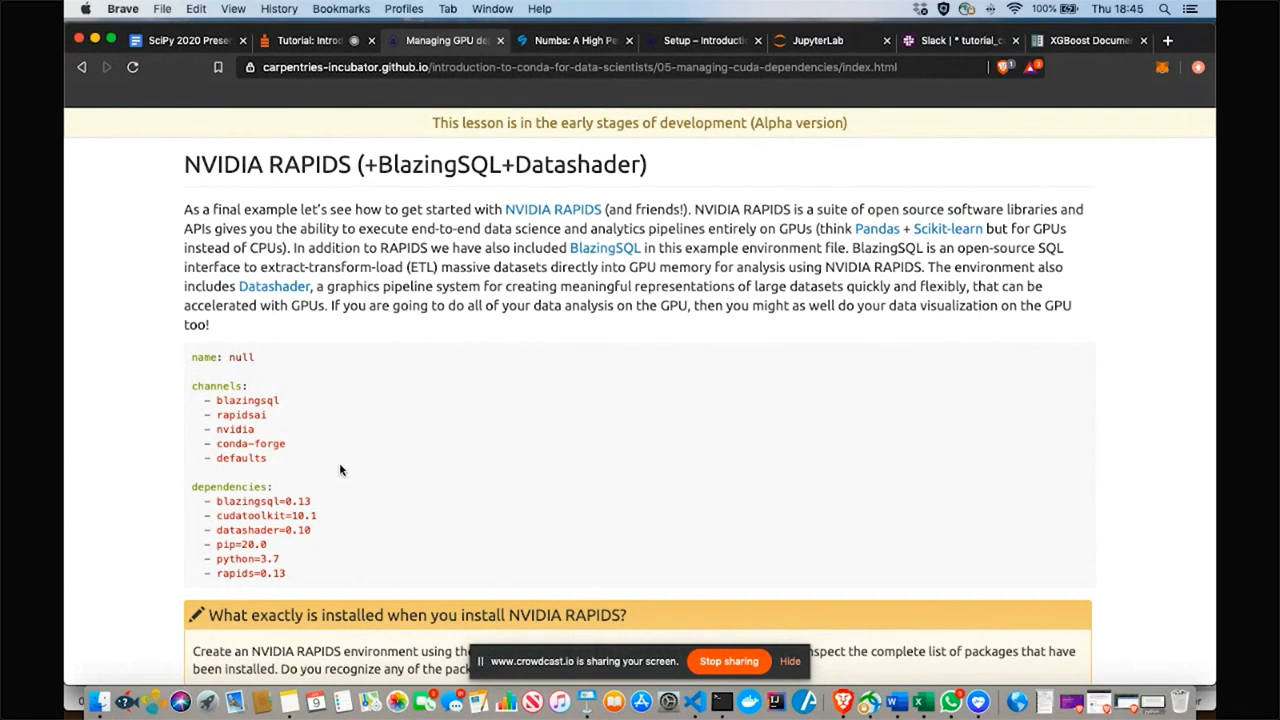 Brave File Edit View History Bookmarks Profiles Tab Window Help 100% Thu 18:45
SciPy 2020 Prese Tutorial: Introd Managing GPU de Numba: A High Pe Setup – Introductio JupyterLab Slack | * tutorial_c XGBoost Docume
carpentries-incubator.github.io/introduction-to-conda-for-data-scientists/05-managing-cuda-dependencies/index.html
This lesson is in the early stages of development (Alpha version)
NVIDIA RAPIDS (+BlazingSQL+Datashader)
As a final example let's see how to get started with NVIDIA RAPIDS (and friends!). NVIDIA RAPIDS is a suite of open source software libraries and
APIs gives you the ability to execute end-to-end data science and analytics pipelines entirely on GPUs (think Pandas + Scikit-learn but for GPUs
instead of CPUs). In addition to RAPIDS we have also included BlazingSQL in this example environment file. BlazingSQL is an open-source SQL
interface to extract-transform-load (ETL) massive datasets directly into GPU memory for analysis using NVIDIA RAPIDS. The environment also
includes Datashader, a graphics pipeline system for creating meaningful representations of large datasets quickly and flexibly, that can be
accelerated with GPUs. If you are going to do all of your data analysis on the GPU, then you might as well do your data visualization on the GPU
too!
name: null
channels:
- blazingsql
- rapidsai
- nvidia
- conda-forge
- defaults
dependencies:
- blazingsql=0.13
- cudatoolkit=10.1
- datashader=0.10
- pip=20.0
- python=3.7
- rapids=0.13
What exactly is installed when you install NVIDIA RAPIDS?
Create an NVIDIA RAPIDS environment using the nspect the complete list of packages that have
been installed. Do you recognize any of the pack
www.crowdcast.io is sharing your screen. Stop sharing Hide